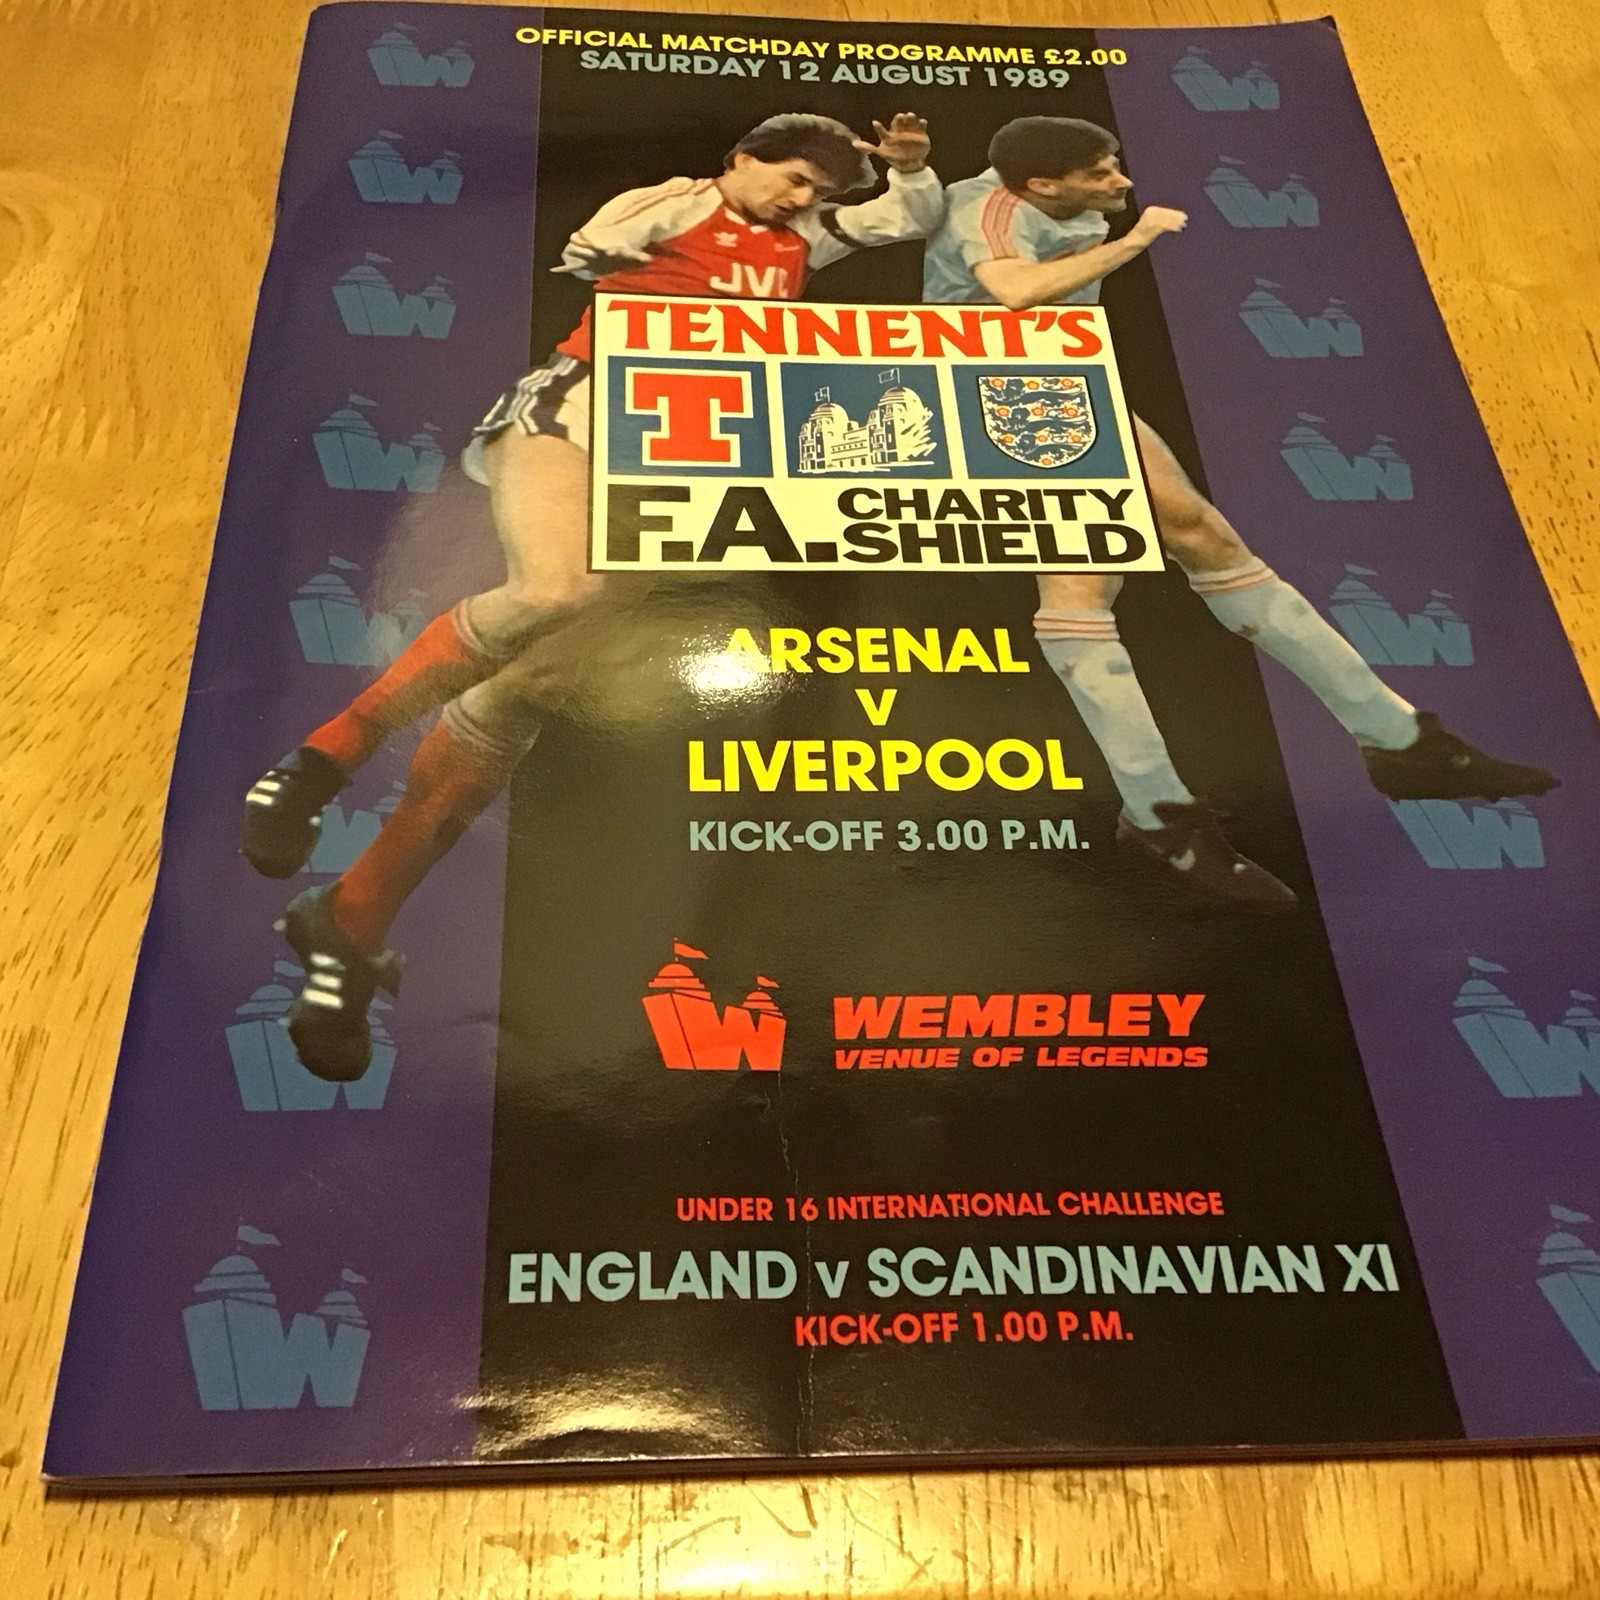 OFFICIAL MATCHDAY PROGRAMME £2.00
SATURDAY 12 AUGUST 1989
JVC
TENNENT'S
T
F.A. CHARITY SHIELD
ARSENAL
V
LIVERPOOL
KICK-OFF 3.00 P.M.
W WEMBLEY
VENUE OF LEGENDS
UNDER 16 INTERNATIONAL CHALLENGE
ENGLAND v SCANDINAVIAN XI
KICK-OFF 1.00 P.M.